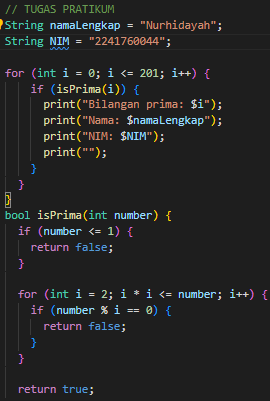 // TUGAS PRATIKUM
String namaLengkap = "Nurhidayah";
String NIM = "2241760044";
for (int i = 0; i <= 201; i++) {
if (isPrima(i)) {
print("Bilangan prima: $i");
print("Nama: $namaLengkap");
print("NIM: $NIM");
print("");
}
}
}
bool isPrima(int number) {
if (number <= 1) {
return false;
}
for (int i = 2; i * i <= number; i++) {
if (number % i == 0) {
return false;
}
}
return true;